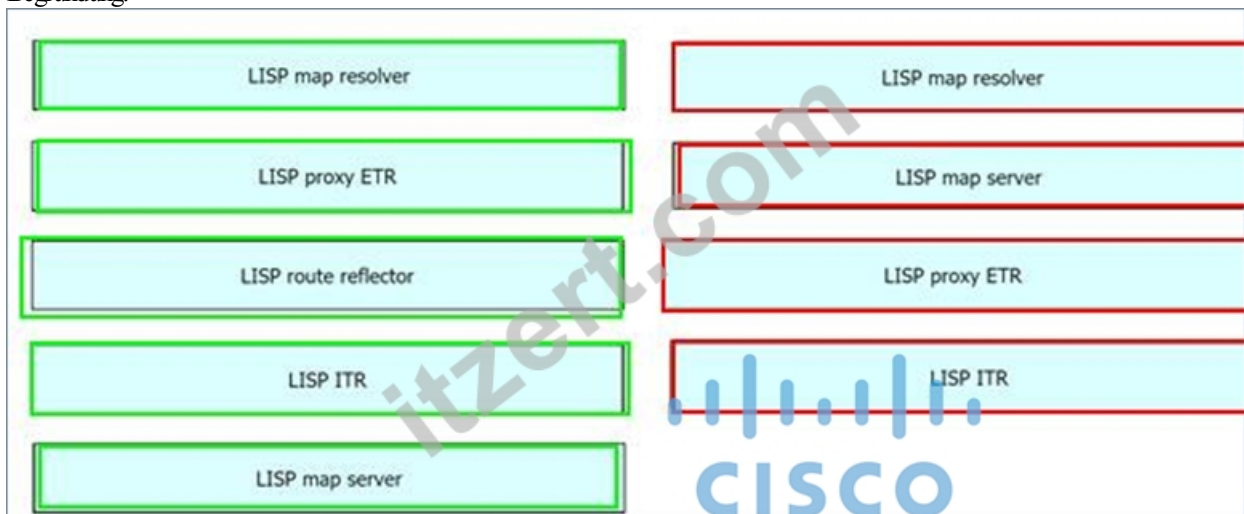 LISP map resolver
LISP map resolver
LISP proxy ETR
LISP map server
LISP route reflector
LISP proxy ETR
LISP ITR
LISP ITR
LISP map server
itzert.com
CISCO